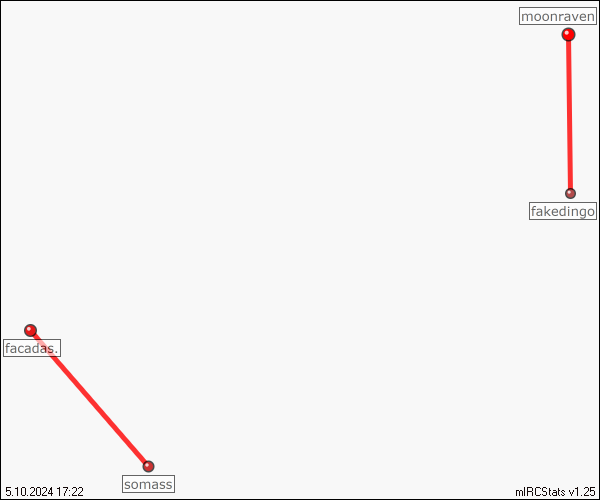 moonraven
fakedingo
facadas.
somass
5.10.2024 17:22
mIRCStats v1.25